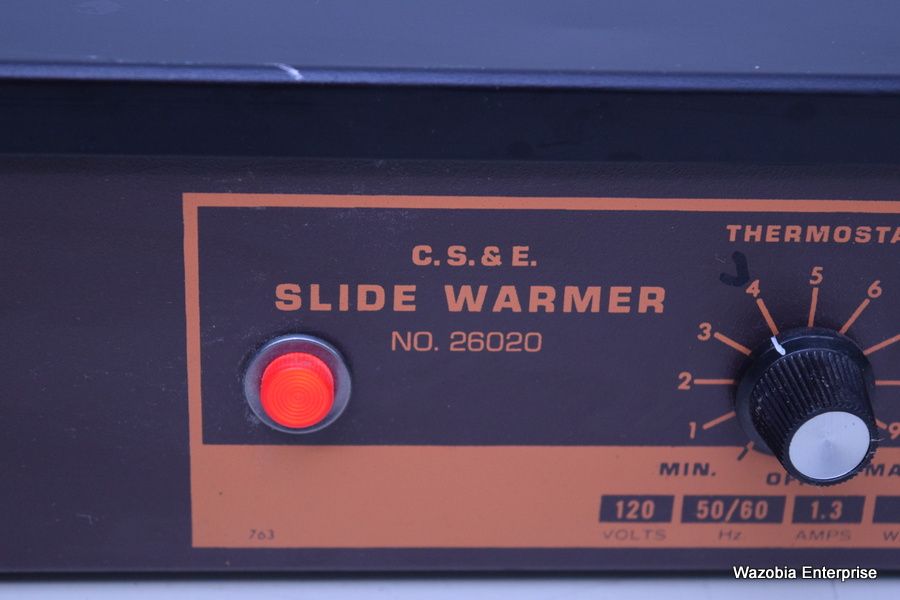 C.S.& E.
SLIDE WARMER
NO. 26020
THERMOSTA
1 2 3 4 5 6 9
MIN.
120 50/60 1.3
VOLTS Hz. AMPS
763
Wazobia Enterprise